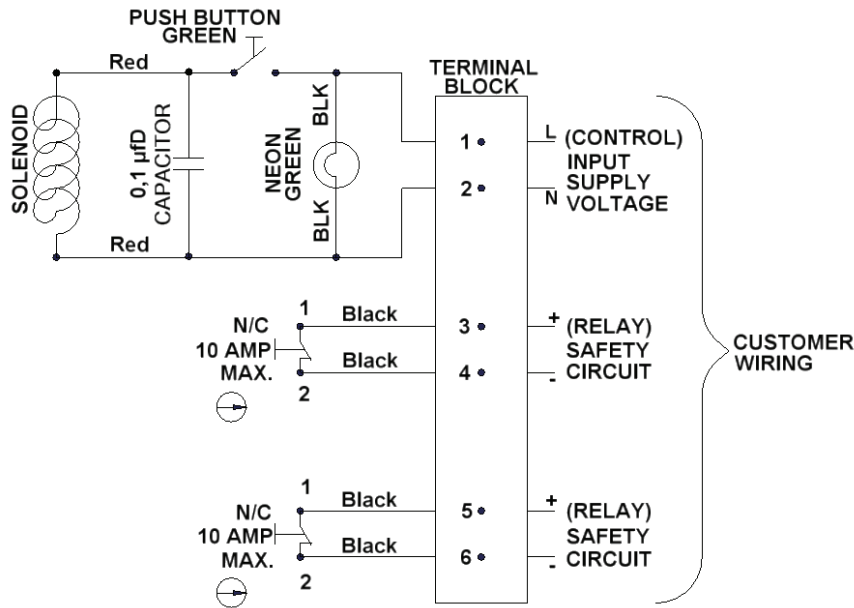 PUSH BUTTON
GREEN
Red
SOLENOID
0,1 µfD
CAPACITOR
NEON
GREEN
BLK
BLK
Red
TERMINAL
BLOCK
1
2
L
N
(CONTROL)
INPUT
SUPPLY
VOLTAGE
1
N/C
10 AMP
MAX.
2
Black
Black
3
4
+
-
(RELAY)
SAFETY
CIRCUIT
CUSTOMER
WIRING
1
N/C
10 AMP
MAX.
2
Black
Black
5
6
+
-
(RELAY)
SAFETY
CIRCUIT